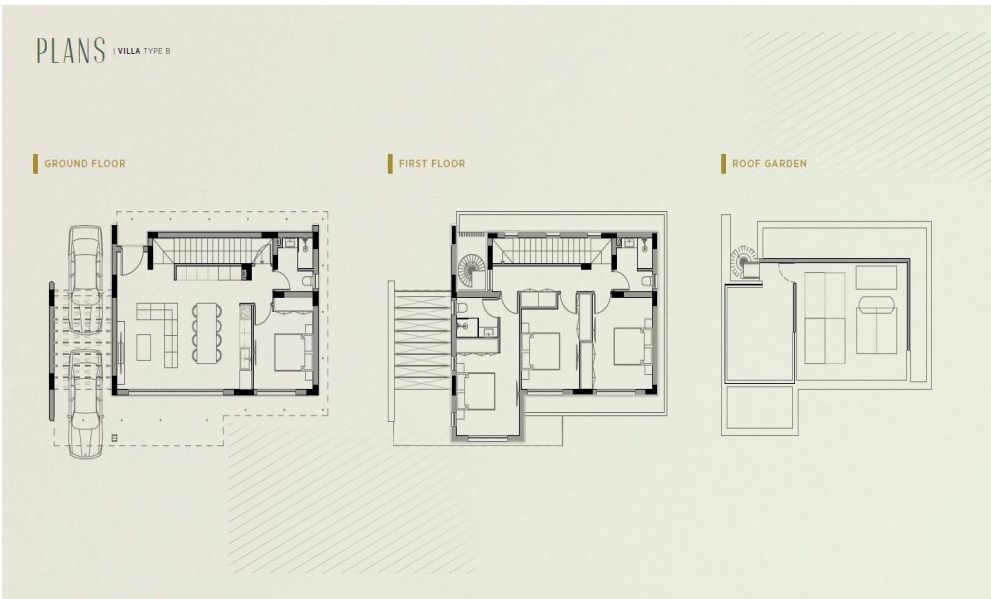 PLANS | VILLA TYPE B
GROUND FLOOR
FIRST FLOOR
ROOF GARDEN